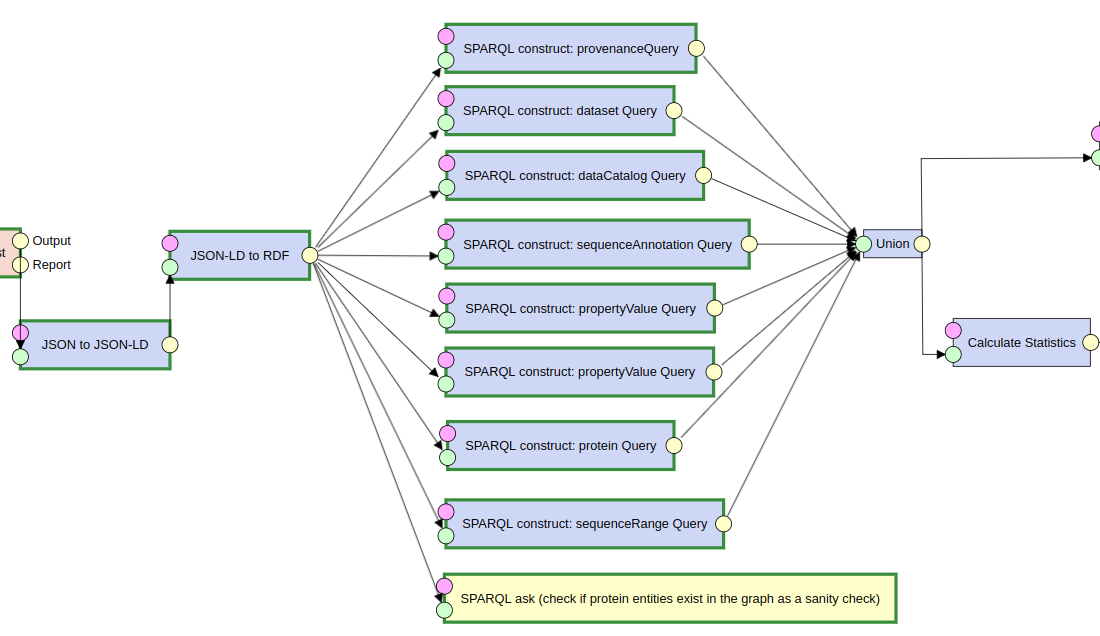 SPARQL construct: provenanceQuery
SPARQL construct: dataset Query
SPARQL construct: dataCatalog Query
st
Output
Report
JSON-LD to RDF
SPARQL construct: sequenceAnnotation Query
Union
SPARQL construct: propertyValue Query
JSON to JSON-LD
Calculate Statistics
SPARQL construct: propertyValue Query
SPARQL construct: protein Query
SPARQL construct: sequenceRange Query
SPARQL ask (check if protein entities exist in the graph as a sanity check)